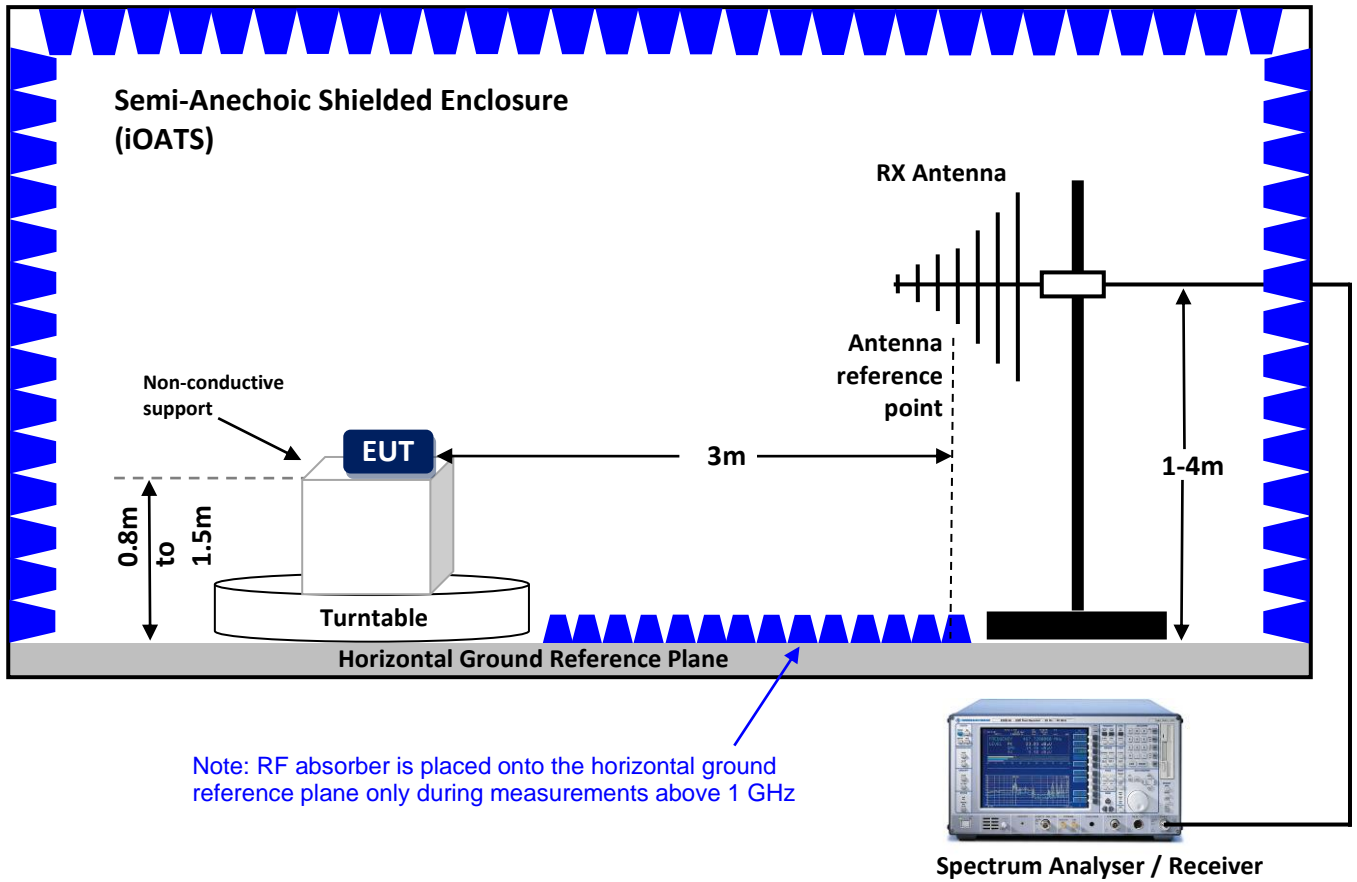 Semi-Anechoic Shielded Enclosure
(iOATS)
RX Antenna
Antenna
reference
point
Non-conductive
support
EUT
3m
1-4m
0.8m
to
1.5m
Turntable
Horizontal Ground Reference Plane
Note: RF absorber is placed onto the horizontal ground
reference plane only during measurements above 1 GHz
Spectrum Analyser / Receiver